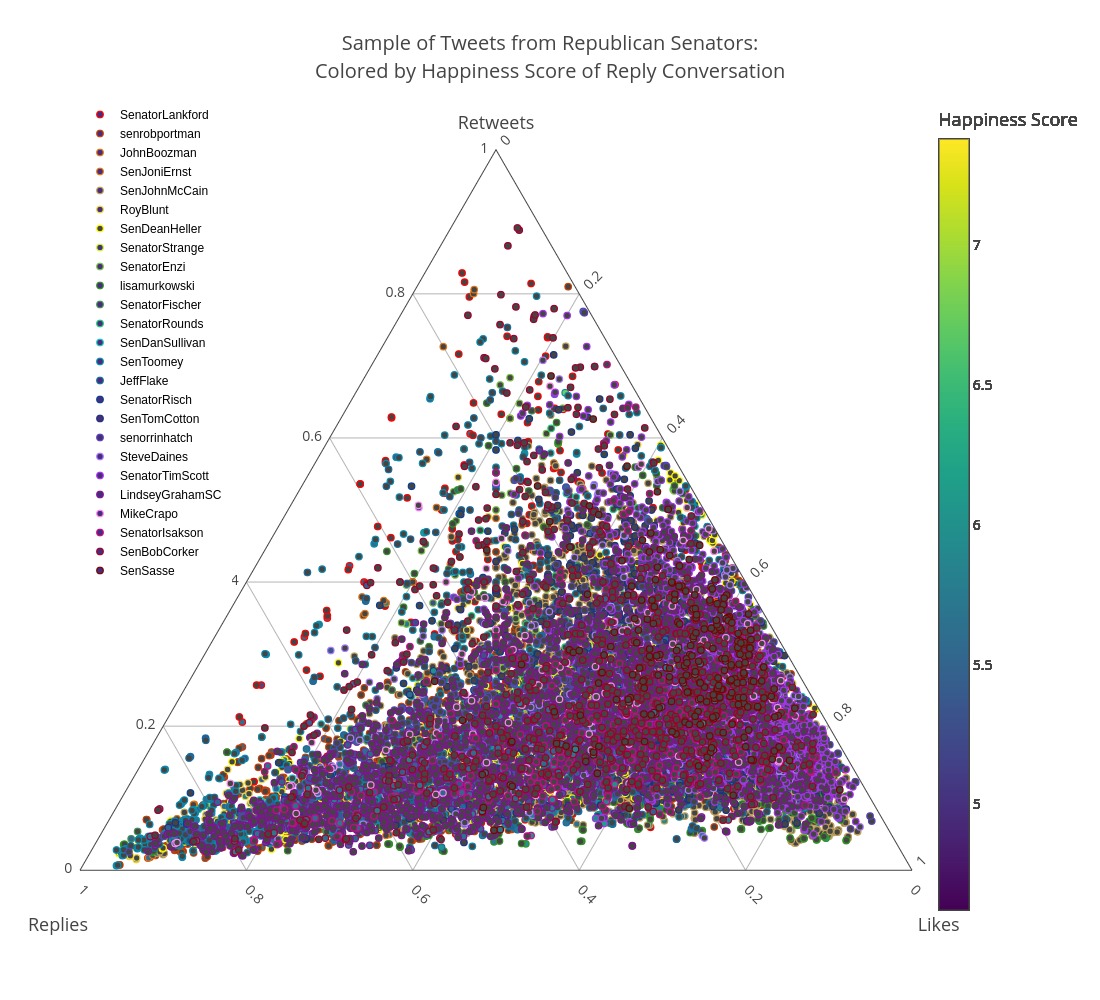 Sample of Tweets from Republican Senators:
Colored by Happiness Score of Reply Conversation
SenatorLankford
senrobportman
JohnBoozman
SenJoniErnst
SenJohnMcCain
RoyBlunt
SenDeanHeller
SenatorStrange
SenatorEnzi
lisamurkowski
SenatorFischer
SenatorRounds
SenDanSullivan
SenToomey
JeffFlake
SenatorRisch
SenTomCotton
senorrinhatch
SteveDaines
SenatorTimScott
LindseyGrahamSC
MikeCrapo
SenatorIsakson
SenBobCorker
SenSasse
Retweets
1
0.8
0.6
4
0.2
0
0
0.2
0.4
0.6
0.8
1
1
0.8
0.6
0.4
0.2
0
Replies
Likes
Happiness Score
7
6.5
6
5.5
5